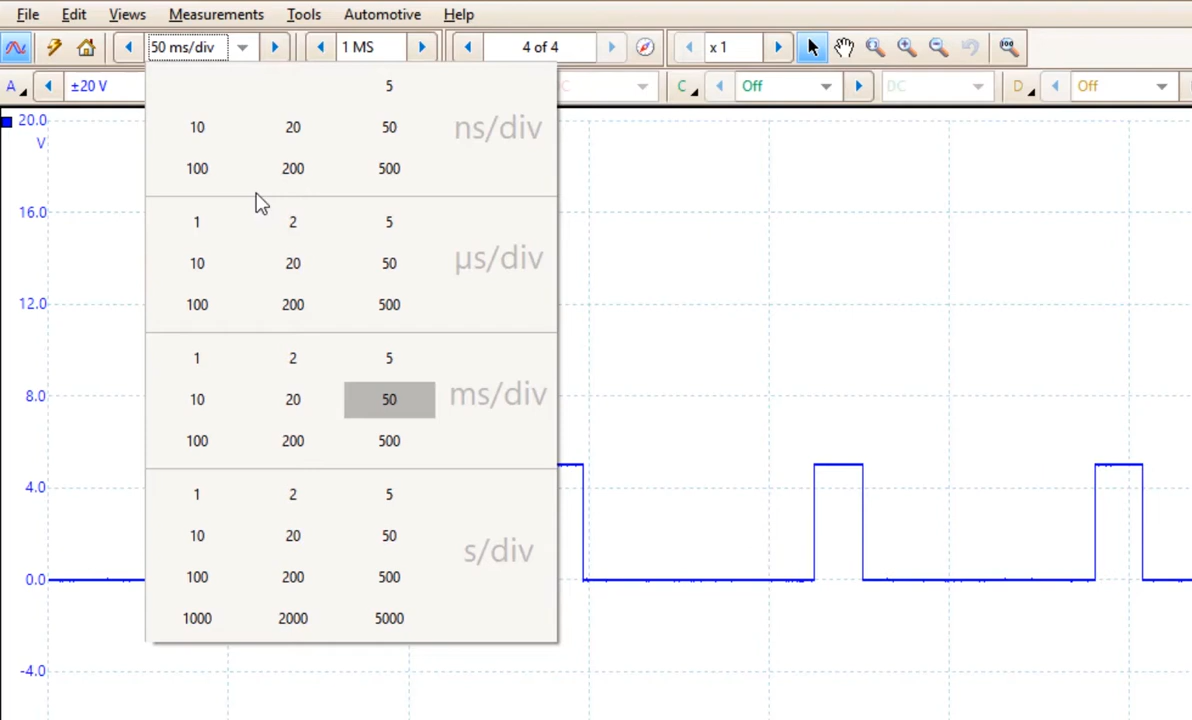 File Edit Views Measurements Tools Automotive Help
50 ms/div 1 MS 4 of 4 x 1
A ±20 V C C Off DC D Off
5
10 20 50 ns/div
100 200 500
1 2 5
10 20 50 µs/div
100 200 500
1 2 5
10 20 50 ms/div
100 200 500
1 2 5
10 20 50 s/div
100 200 500
1000 2000 5000
20.0
V
16.0
12.0
8.0
4.0
0.0
-4.0